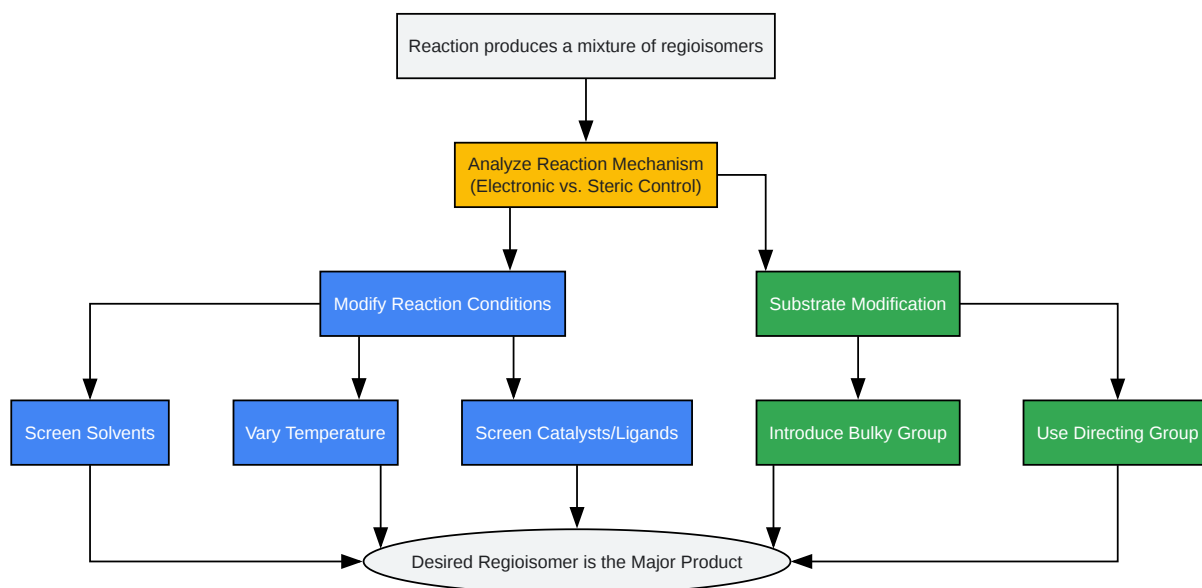 Reaction produces a mixture of regioisomers
Analyze Reaction Mechanism
(Electronic vs. Steric Control)
Modify Reaction Conditions
Substrate Modification
Screen Solvents
Vary Temperature
Screen Catalysts/Ligands
Introduce Bulky Group
Use Directing Group
Desired Regioisomer is the Major Product